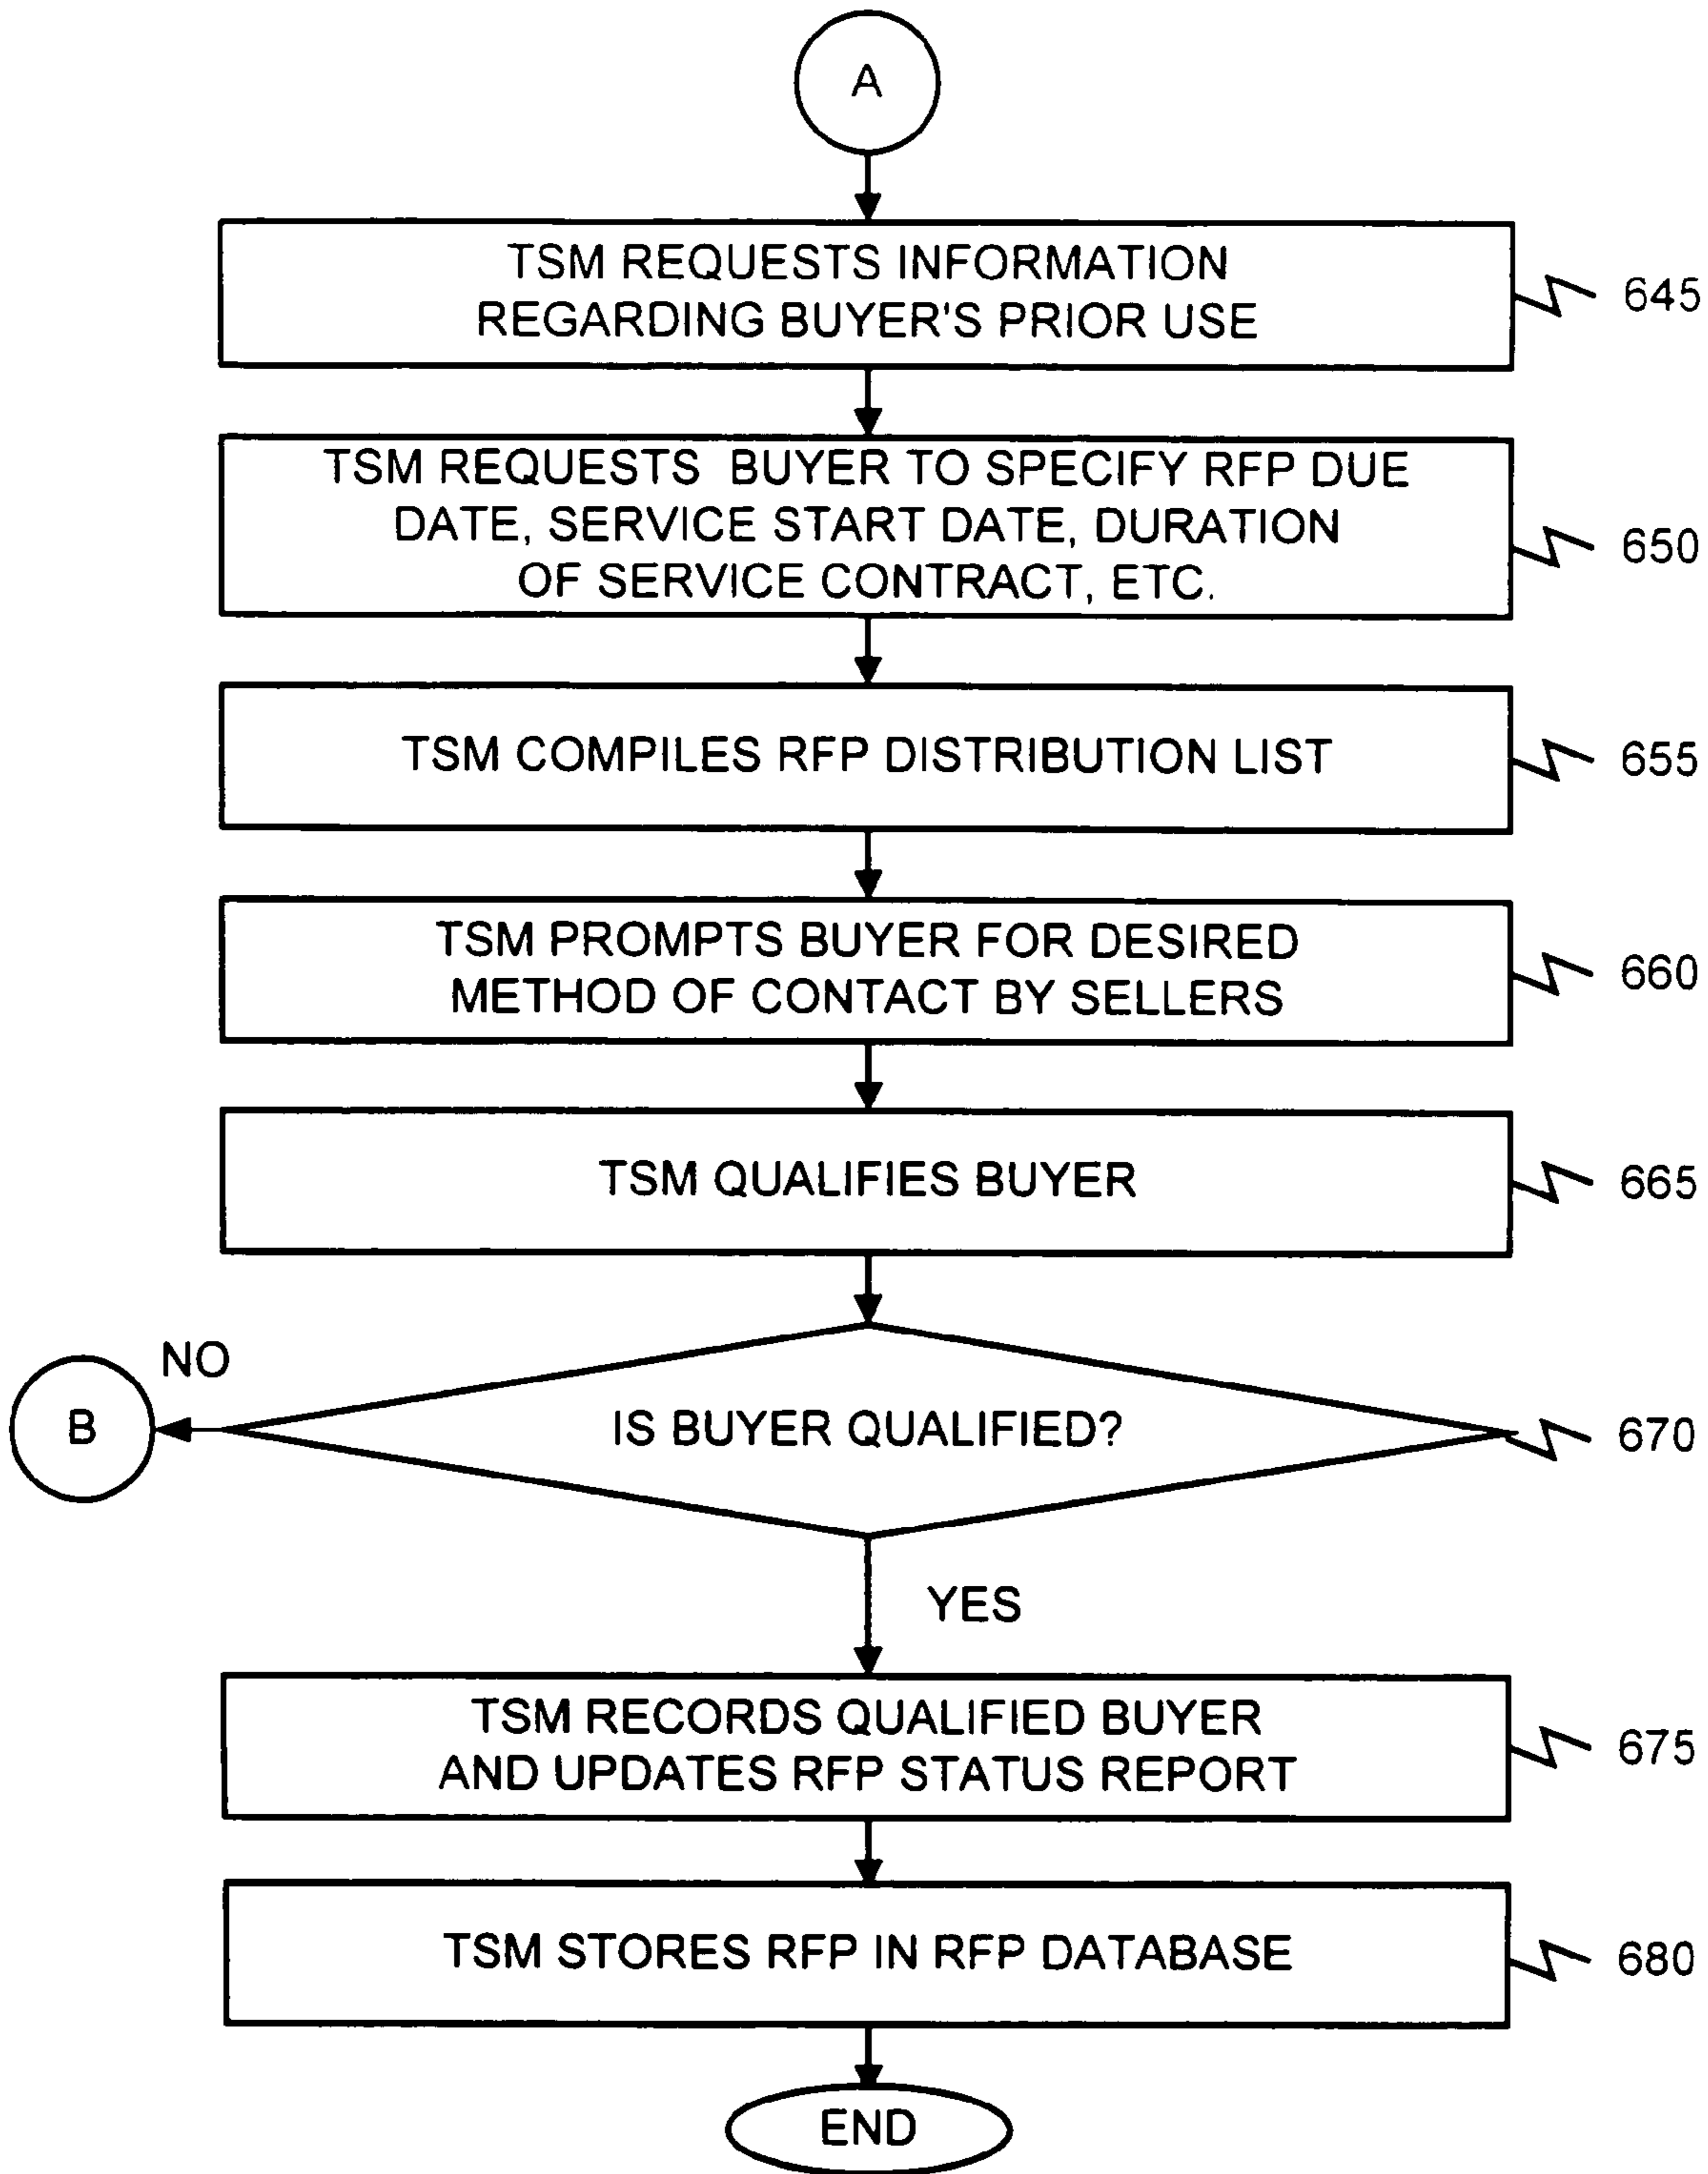 A
TSM REQUESTS INFORMATION
REGARDING BUYER'S PRIOR USE
645
TSM REQUESTS BUYER TO SPECIFY RFP DUE
DATE, SERVICE START DATE, DURATION
OF SERVICE CONTRACT, ETC.
650
TSM COMPILES RFP DISTRIBUTION LIST
655
TSM PROMPTS BUYER FOR DESIRED
METHOD OF CONTACT BY SELLERS
660
TSM QUALIFIES BUYER
665
NO
B
IS BUYER QUALIFIED?
670
YES
TSM RECORDS QUALIFIED BUYER
AND UPDATES RFP STATUS REPORT
675
TSM STORES RFP IN RFP DATABASE
680
END